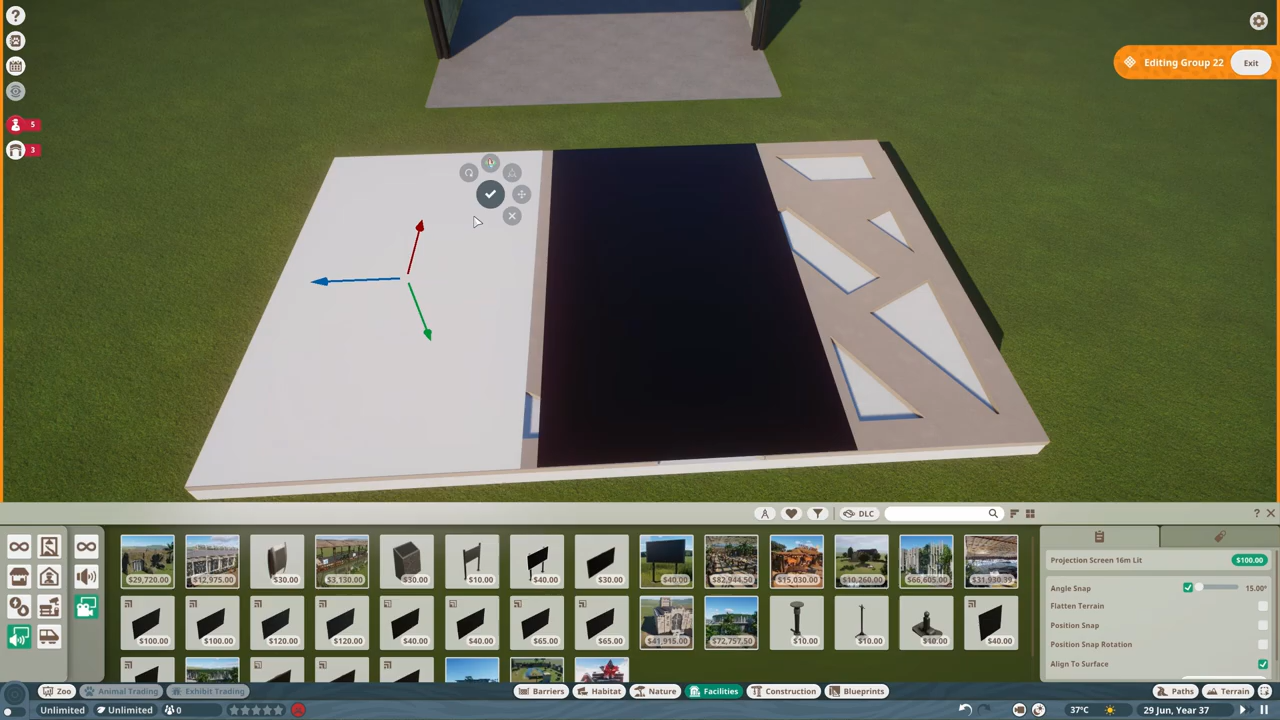 ?
Editing Group 22
Exit
5
3
DLC
?
$29,720.00
$12,975.00
$30.00
$3,130.00
$30.00
$10.00
$40.00
$30.00
$40.00
$82,944.50
$15,030.00
$10,260.00
$66,605.00
$31,930.39
Projection Screen 16m Lit
$100.00
Angle Snap
15.00°
Flatten Terrain
Position Snap
Position Snap Rotation
Align To Surface
$100.00
$100.00
$120.00
$120.00
$40.00
$40.00
$65.00
$65.00
$41,915.00
$72,757.50
$10.00
$10.00
$10.00
$40.00
Zoo
Animal Trading
Exhibit Trading
Barriers
Habitat
Nature
Facilities
Construction
Blueprints
Paths
Terrain
Unlimited
Unlimited
0
37°C
29 Jun, Year 37